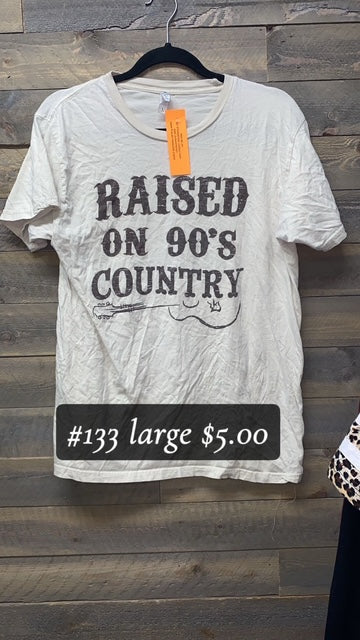 RAISED
ON 90'S
COUNTRY
#133 large $5.00